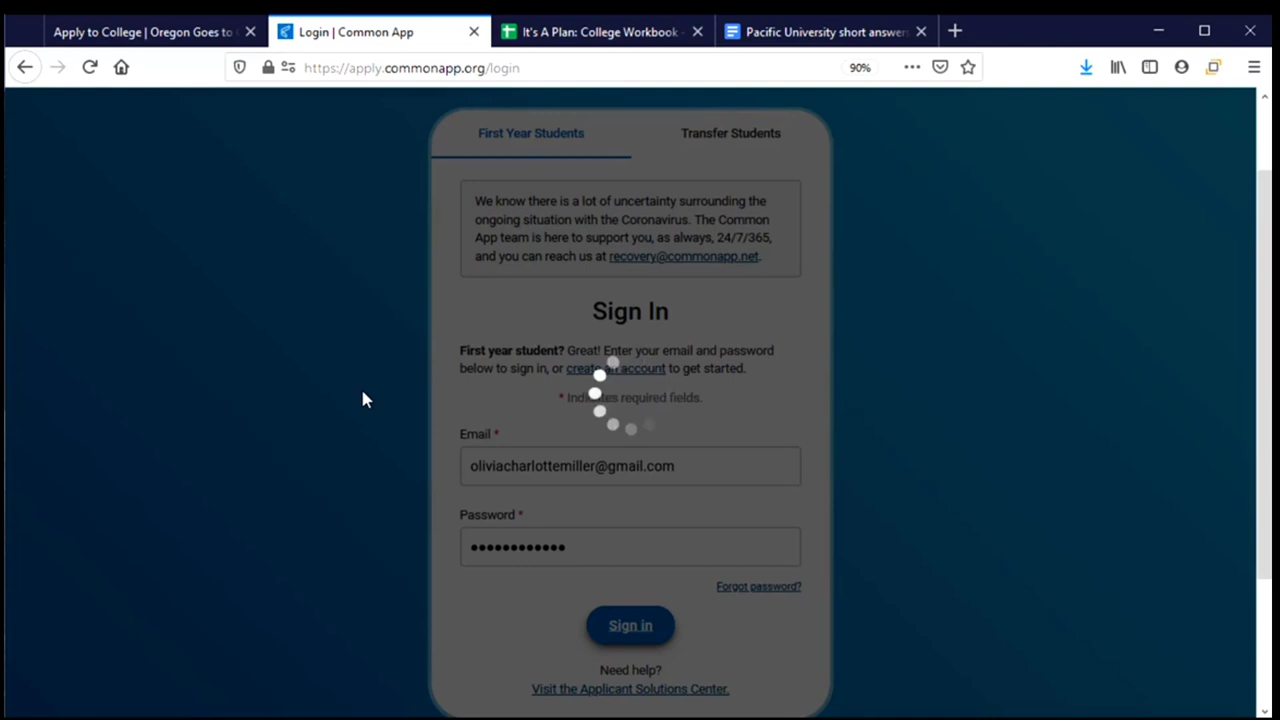 Apply to College | Oregon Goes to
Login | Common App
It's A Plan: College Workbook -
Pacific University short answers
https://apply.commonapp.org/login
90%
First Year Students
Transfer Students
We know there is a lot of uncertainty surrounding the
ongoing situation with the Coronavirus. The Common
App team is here to support you, as always, 24/7/365,
and you can reach us at recovery@commonapp.net.
Sign In
First year student? Great! Enter your email and password
below to sign in, or create an account to get started.
* Indicates required fields.
Email *
oliviacharlottemiller@gmail.com
Password *
••••••••••••
Forgot password?
Sign in
Need help?
Visit the Applicant Solutions Center.